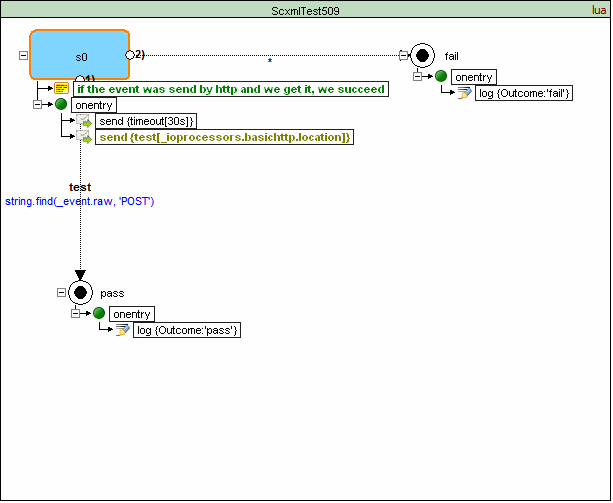 ScxmlTest509
lua
s0
2)
*
fail
1)
onentry
log {Outcome:'fail'}
if the event was send by http and we get it, we succeed
onentry
send {timeout[30s]}
send {test[_ioprocessors.basichttp.location]}
test
string.find(_event.raw, 'POST')
pass
onentry
log {Outcome:'pass'}